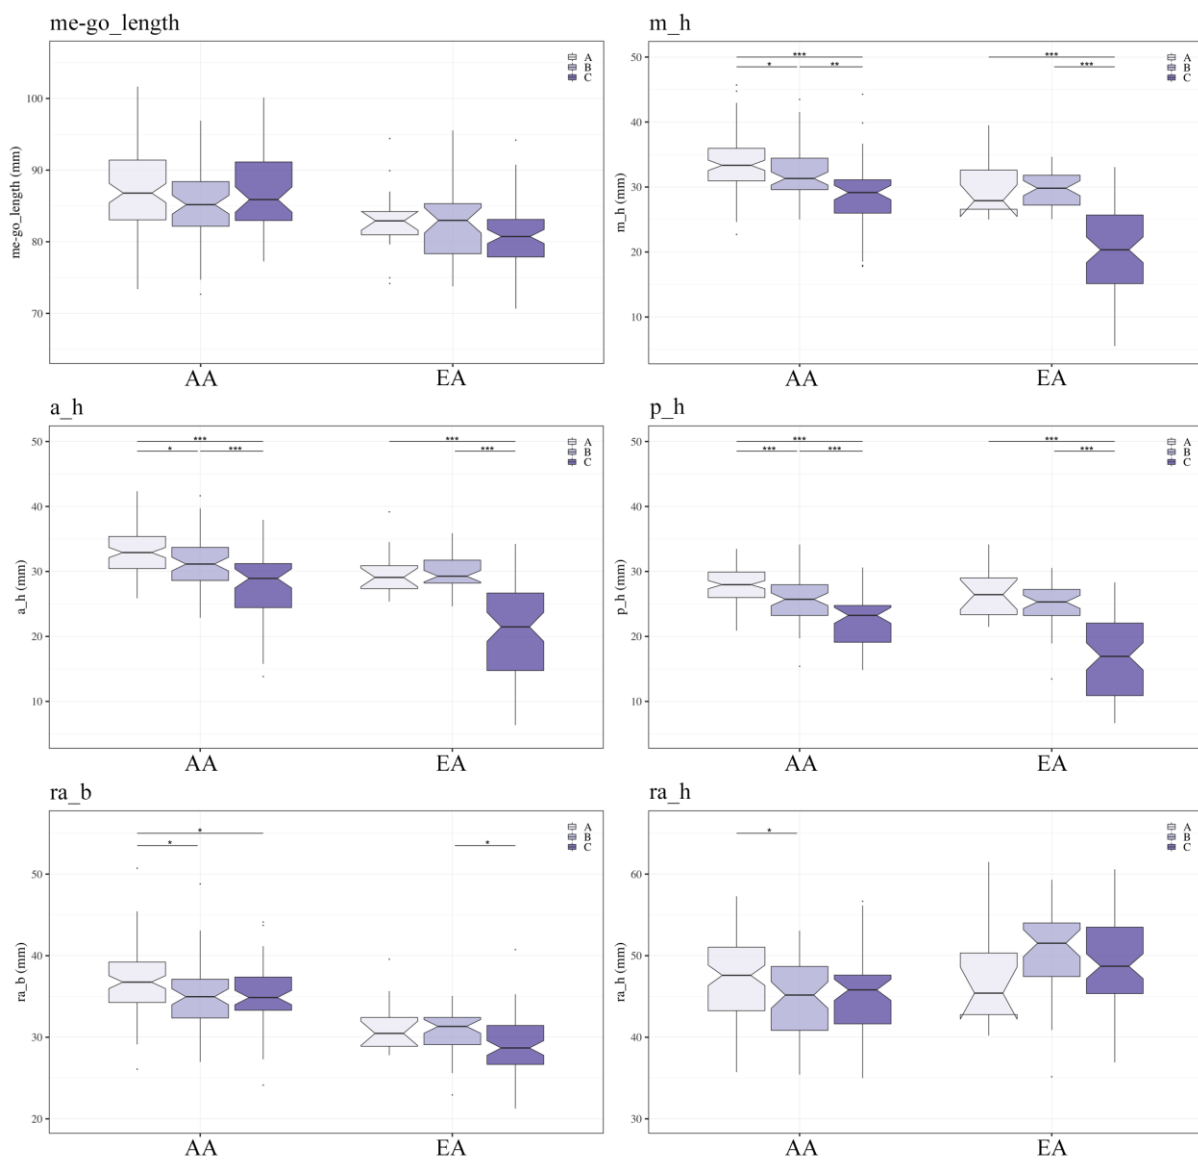 me-go_length
me-go_length (mm)
100
90
80
70
A
B
C
AA
EA
m_h
m_h (mm)
50
40
30
20
10
***
*
**
***
***
A
B
C
AA
EA
a_h
a_h (mm)
50
40
30
20
10
***
*
***
***
***
A
B
C
AA
EA
p_h
p_h (mm)
50
40
30
20
10
***
***
***
***
***
A
B
C
AA
EA
ra_b
ra_b (mm)
50
40
30
20
*
*
*
A
B
C
AA
EA
ra_h
ra_h (mm)
60
50
40
30
*
A
B
C
AA
EA